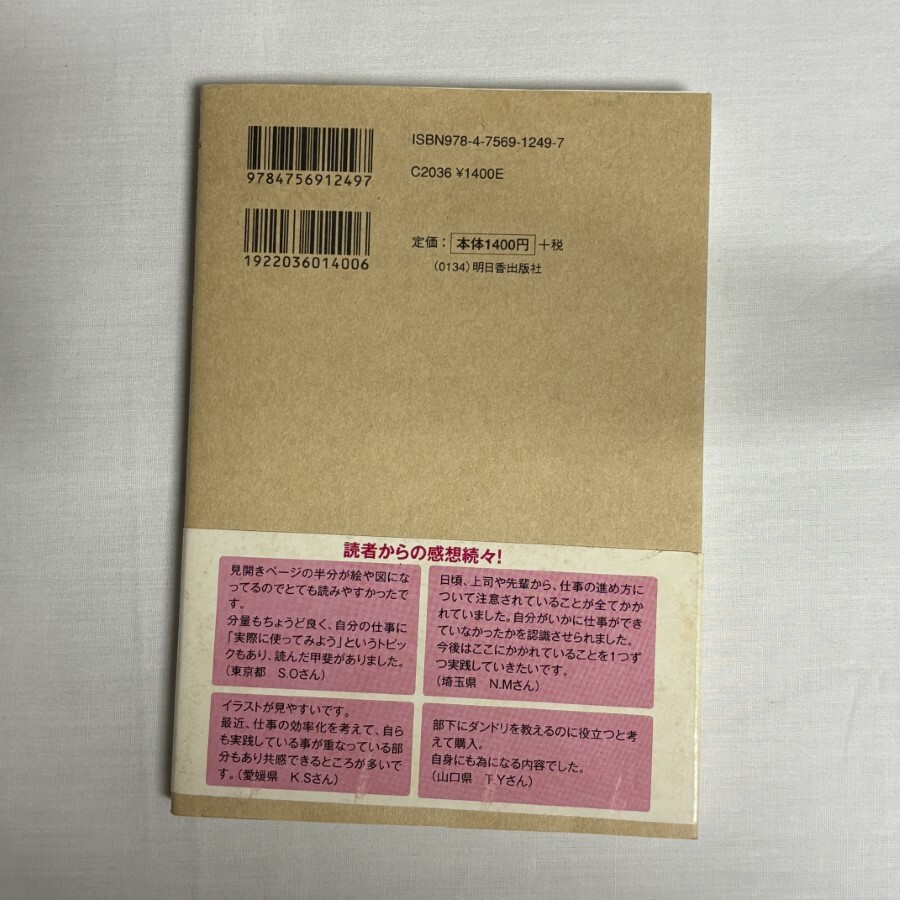 ISBN978-4-7569-1249-7
9784756912497
C2036 ¥1400E
1922036014006
定価： 本体1400円 ＋税
（0134）明日香出版社
読者からの感想続々！
見開きページの半分が絵や図にな
ってるのでとても読みやすかったで
す。
分量もちょうど良く、自分の仕事に
「実際に使ってみよう」というトピッ
クもあり、読んだ甲斐がありました。
（東京都　S.Oさん）
日頃、上司や先輩から、仕事の進め方に
ついて注意されていることが全てかか
れていました。自分がいかに仕事ができ
ていなかったかを認識させられました。
今後はここにかかれていることを1つず
つ実践していきたいです。
（埼玉県　N.Mさん）
イラストが見やすいです。
最近、仕事の効率化を考えて、自ら
も実践している事が重なっている部
分もあり共感できるところが多いで
す。（愛媛県　K.Sさん）
部下にダンドリを教えるのに役立つと考
えて購入。
自身にも為になる内容でした。
（山口県　T.Yさん）